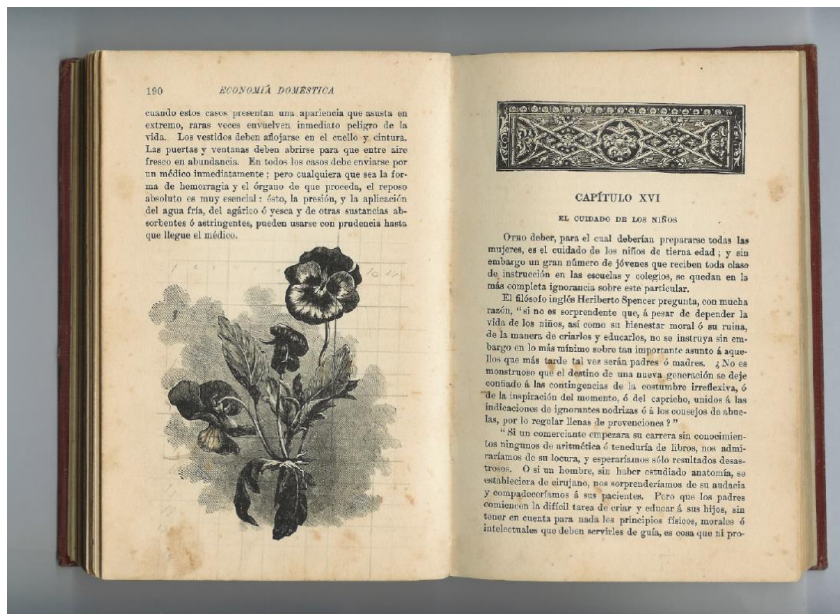 190
ECONOMÍA DOMÉSTICA
cuando estos casos presentan una apariencia que asusta en
extremo, raras veces envuelven inmediato peligro de la
vida. Los vestidos deben aflojarse en el cuello y cintura.
Las puertas y ventanas deben abrirse para que entre aire
fresco en abundancia. En todos los casos debe enviarse por
un médico inmediatamente; pero cualquiera que sea la for-
ma de hemorragia y el órgano de que proceda, el reposo
absoluto es muy esencial: ésto, la presión, y la aplicación
del agua fría, del agárico ó yesca y de otras sustancias ab-
sorbentes ó astringentes, pueden usarse con prudencia hasta
que llegue el médico.
CAPÍTULO XVI
EL CUIDADO DE LOS NIÑOS
OTRO deber, para el cual deberían prepararse todas las
mujeres, es el cuidado de los niños de tierna edad; y sin
embargo un gran número de jóvenes que reciben toda clase
de instrucción en las escuelas y colegios, se quedan en la
más completa ignorancia sobre este particular.
El filósofo inglés Heriberto Spencer pregunta, con mucha
razón, "si no es sorprendente que, á pesar de depender la
vida de los niños, así como su bienestar moral ó su ruina,
de la manera de criarlos y educarlos, no se instruya sin em-
bargo en lo más mínimo sobre tan importante asunto á aque-
llos que más tarde tal vez serán padres ó madres. ¿No es
monstruoso que el destino de una nueva generación se deje
confiado á las contingencias de la costumbre irreflexiva, ó
de la inspiración del momento, ó del capricho, unidos á las
indicaciones de ignorantes nodrizas ó á los consejos de abue-
las, por lo regular llenas de prevenciones?"
"Si un comerciante empezara su carrera sin conocimien-
tos ningunos de aritmética ó teneduría de libros, nos admi-
raríamos de su locura, y esperaríamos sólo resultados desas-
trosos. O si un hombre, sin haber estudiado anatomía, se
estableciera de cirujano, nos sorprenderíamos de su audacia
y compadeceríamos á sus pacientes. Pero que los padres
comiencen la difícil tarea de criar y educar á sus hijos, sin
tener en cuenta para nada los principios físicos, morales ó
intelectuales que deben servirles de guía, es cosa que ni pro-